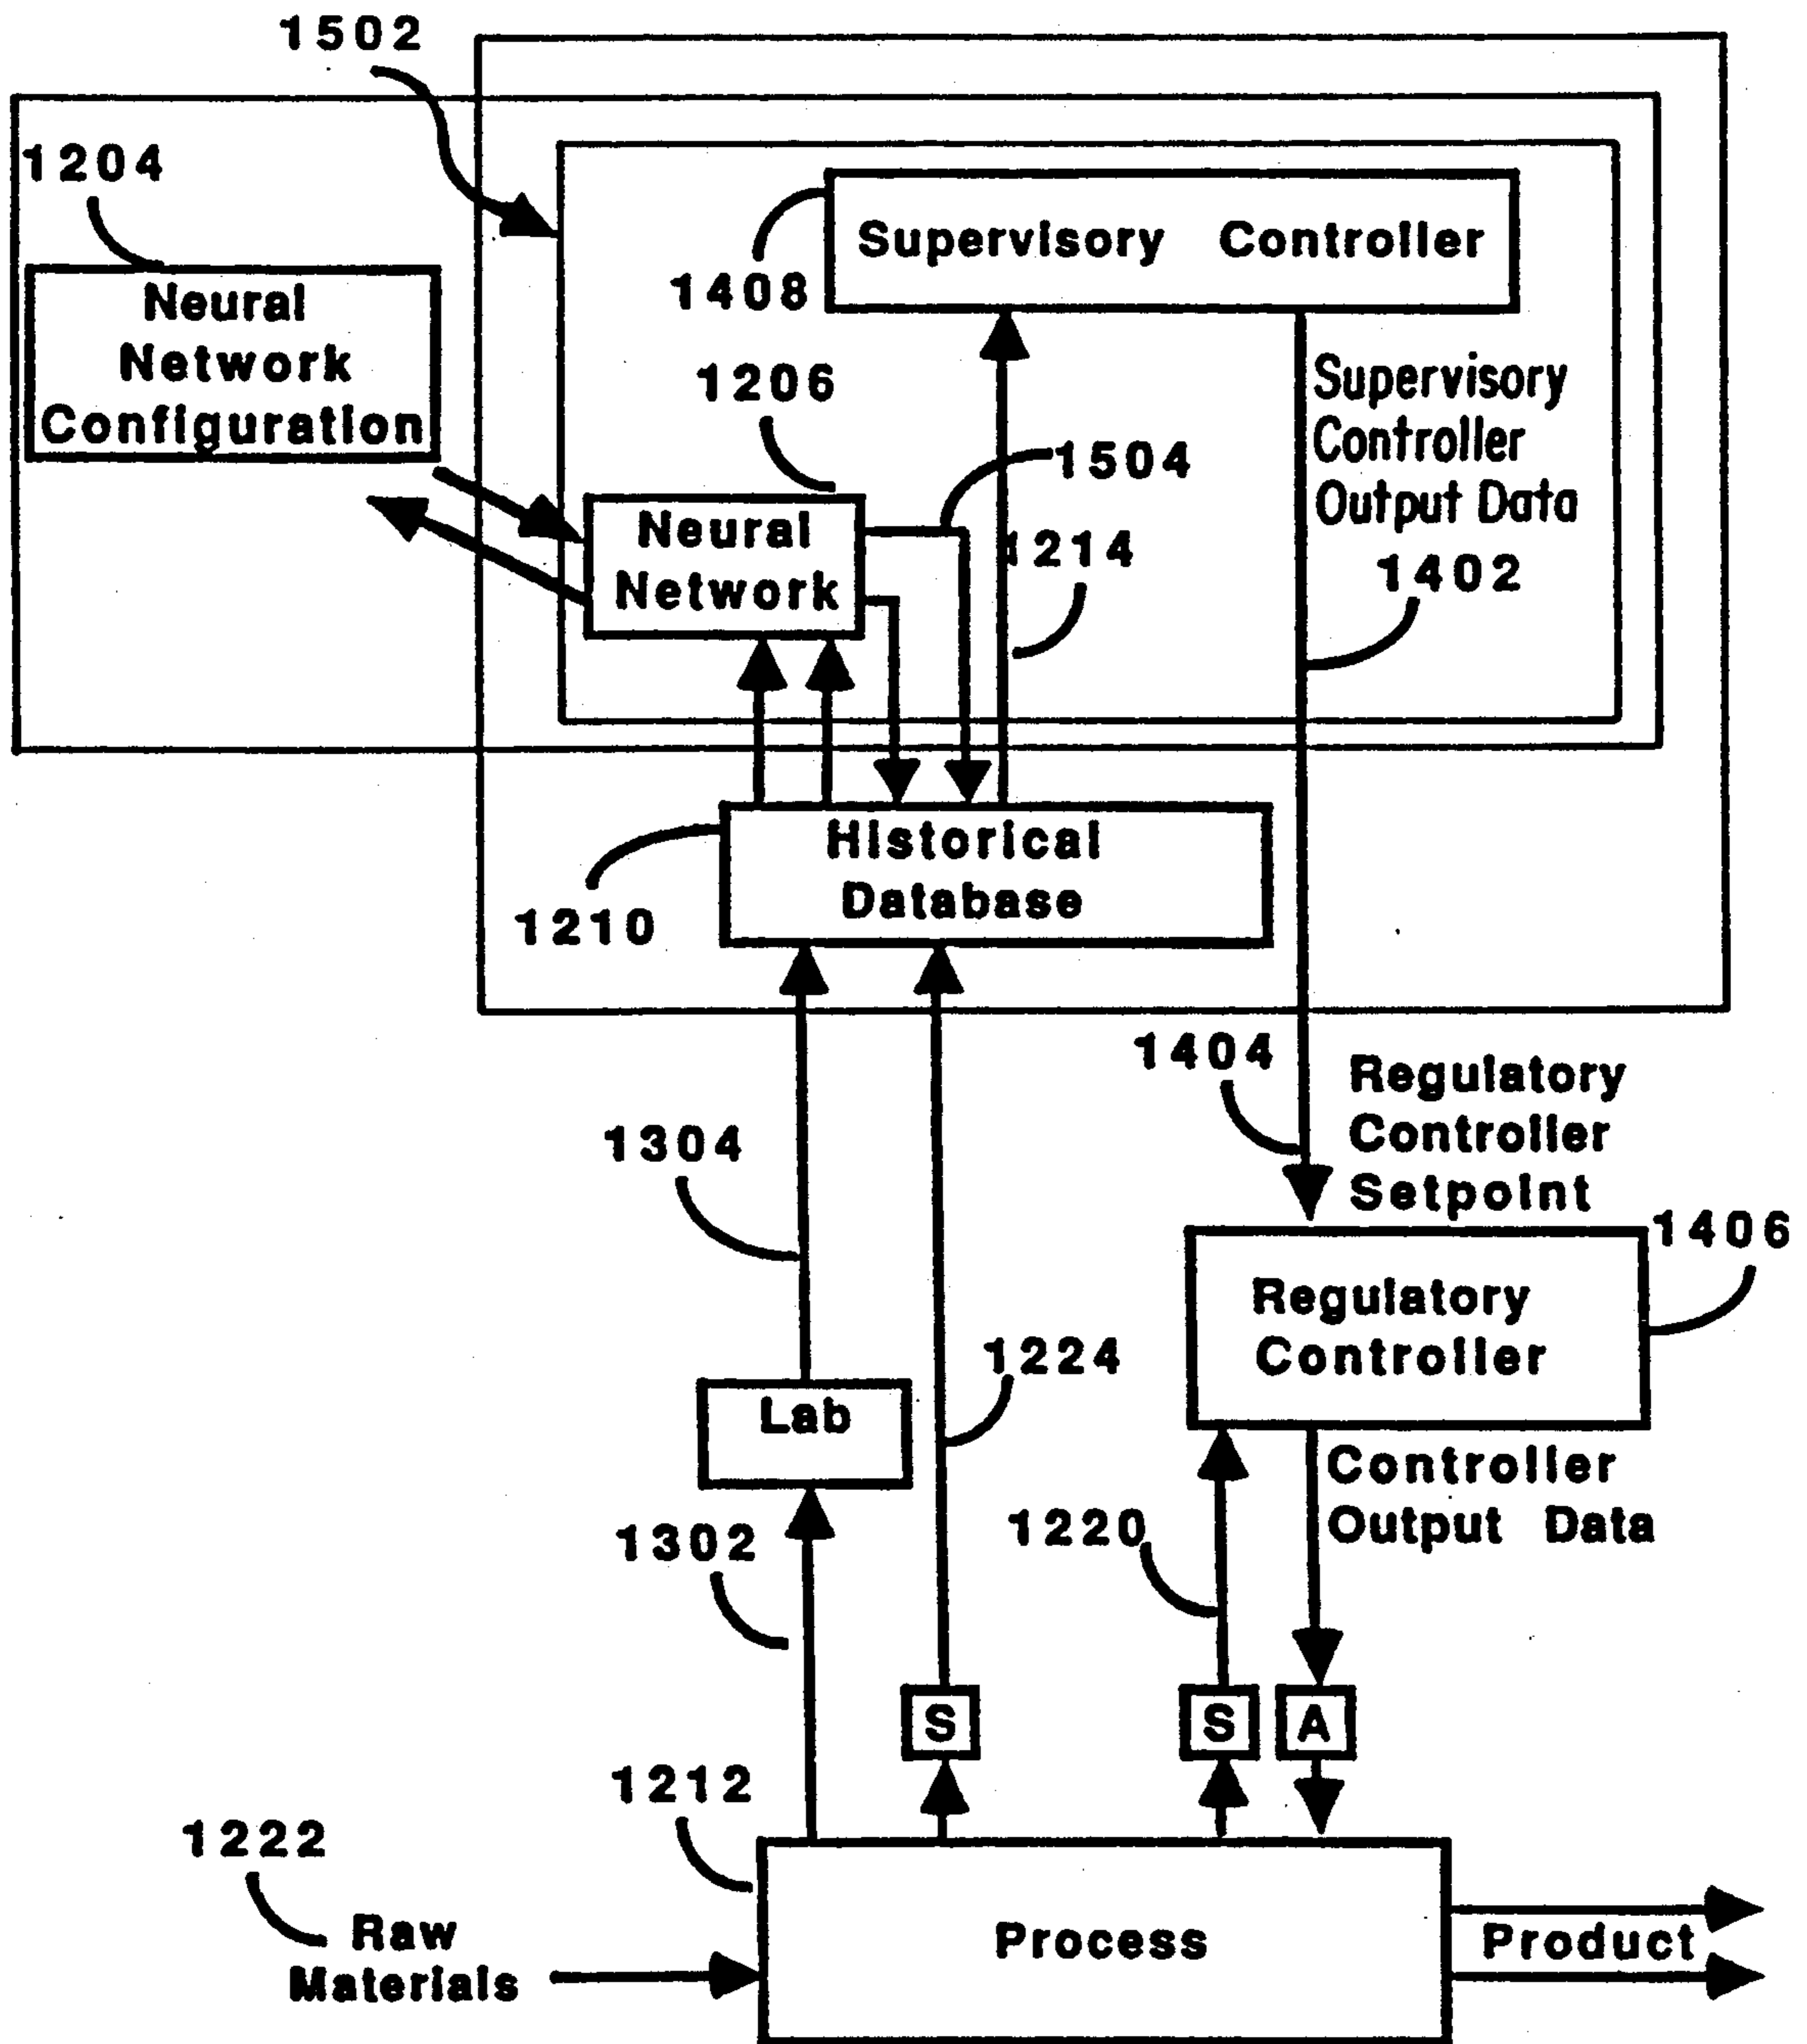 1502
1204
Supervisory Controller
1408
Neural
Network
Configuration
1206
Supervisory
Controller
Output Data
1504
Neural
Network
1214
1402
Historical
Database
1210
1404
Regulatory
Controller
Setpoint
1304
1406
Regulatory
Controller
1224
Lab
Controller
Output Data
1302
1220
S
S
A
1212
1222
Raw
Materials
Process
Product